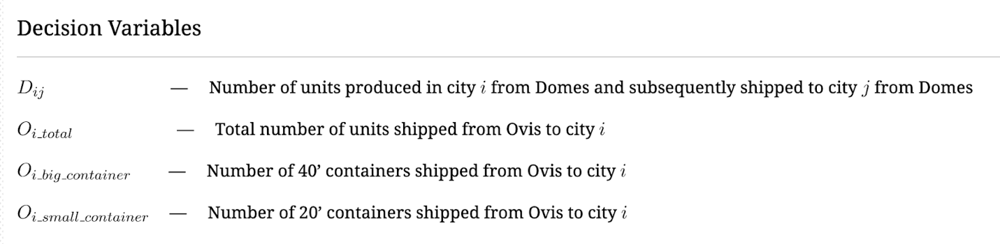 Decision Variables
D_{ij} — Number of units produced in city i from Domes and subsequently shipped to city j from Domes
O_{i\_total} — Total number of units shipped from Ovis to city i
O_{i\_big\_container} — Number of 40’ containers shipped from Ovis to city i
O_{i\_small\_container} — Number of 20’ containers shipped from Ovis to city i